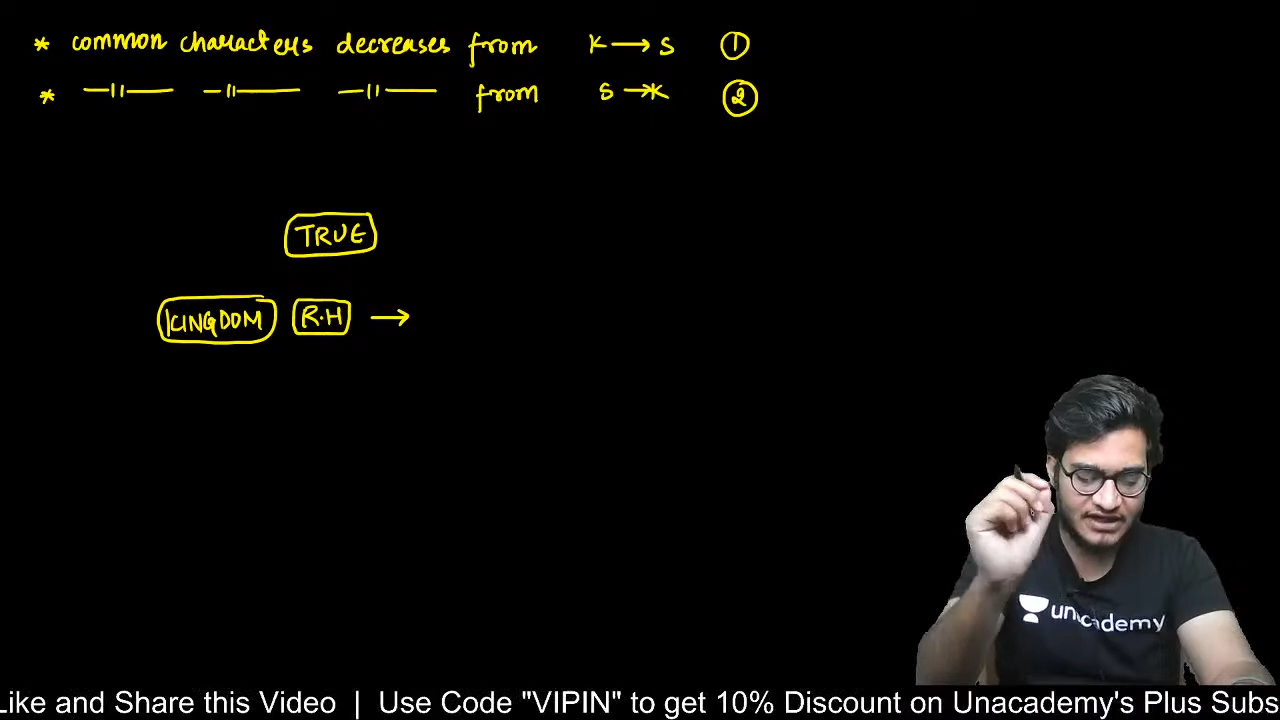 * common characters decreases from K → S ①
* —||— —||— —||— from S → K ②
TRUE
KINGDOM R.H →
unacademy
Like and Share this Video | Use Code "VIPIN" to get 10% Discount on Unacademy's Plus Subs